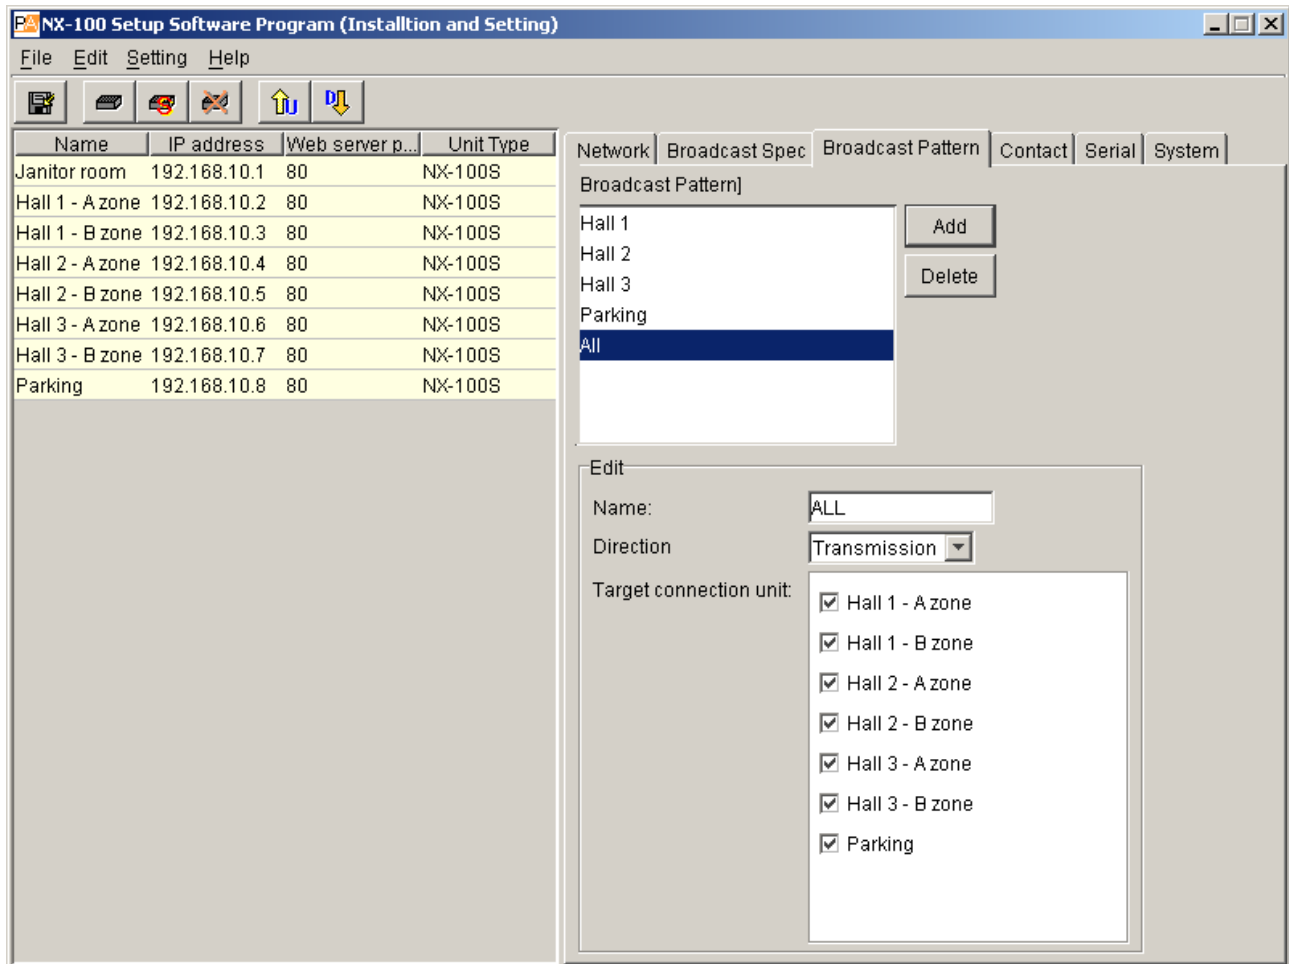 NX-100 Setup Software Program (Installtion and Setting)
File Edit Setting Help
Name IP address Web server p... Unit Type
Janitor room 192.168.10.1 80 NX-100S
Hall 1 - A zone 192.168.10.2 80 NX-100S
Hall 1 - B zone 192.168.10.3 80 NX-100S
Hall 2 - A zone 192.168.10.4 80 NX-100S
Hall 2 - B zone 192.168.10.5 80 NX-100S
Hall 3 - A zone 192.168.10.6 80 NX-100S
Hall 3 - B zone 192.168.10.7 80 NX-100S
Parking 192.168.10.8 80 NX-100S
Network Broadcast Spec Broadcast Pattern Contact Serial System
Broadcast Pattern]
Hall 1
Hall 2
Hall 3
Parking
All
Add
Delete
Edit
Name: ALL
Direction Transmission
Target connection unit:
Hall 1 - A zone
Hall 1 - B zone
Hall 2 - A zone
Hall 2 - B zone
Hall 3 - A zone
Hall 3 - B zone
Parking